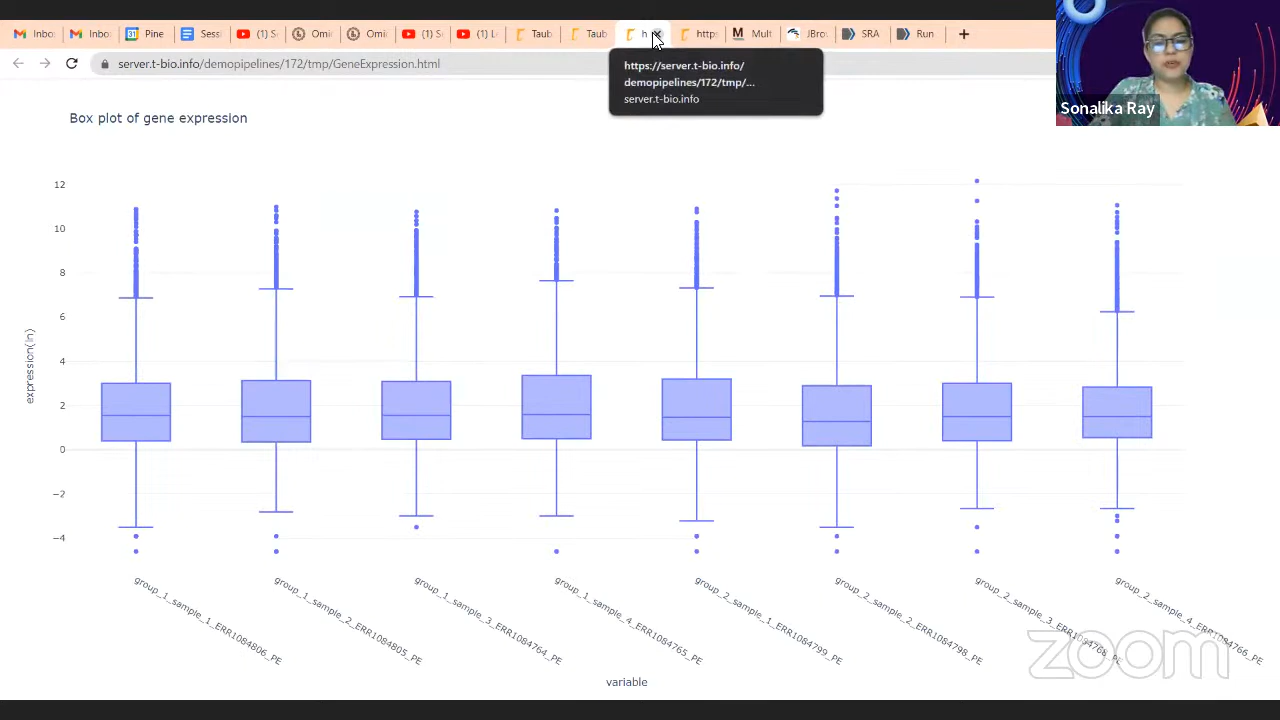 Inbo Inbo Pine Sessi (1) S Omi Omi (1) S (1) L Taub Taub h http Mult JBro SRA Run
server.t-bio.info/demopipelines/172/tmp/GeneExpression.html
https://server.t-bio.info/
demopipelines/172/tmp/...
server.t-bio.info
Sonalika Ray
Box plot of gene expression
12
10
8
6
4
2
0
−2
−4
expression(ln)
group_1_sample_1_ERR1084806_PE
group_1_sample_2_ERR1084805_PE
group_1_sample_3_ERR1084764_PE
group_1_sample_4_ERR1084765_PE
group_2_sample_1_ERR1084799_PE
group_2_sample_2_ERR1084798_PE
group_2_sample_3_ERR1084768_PE
group_2_sample_4_ERR1084766_PE
variable
zoom